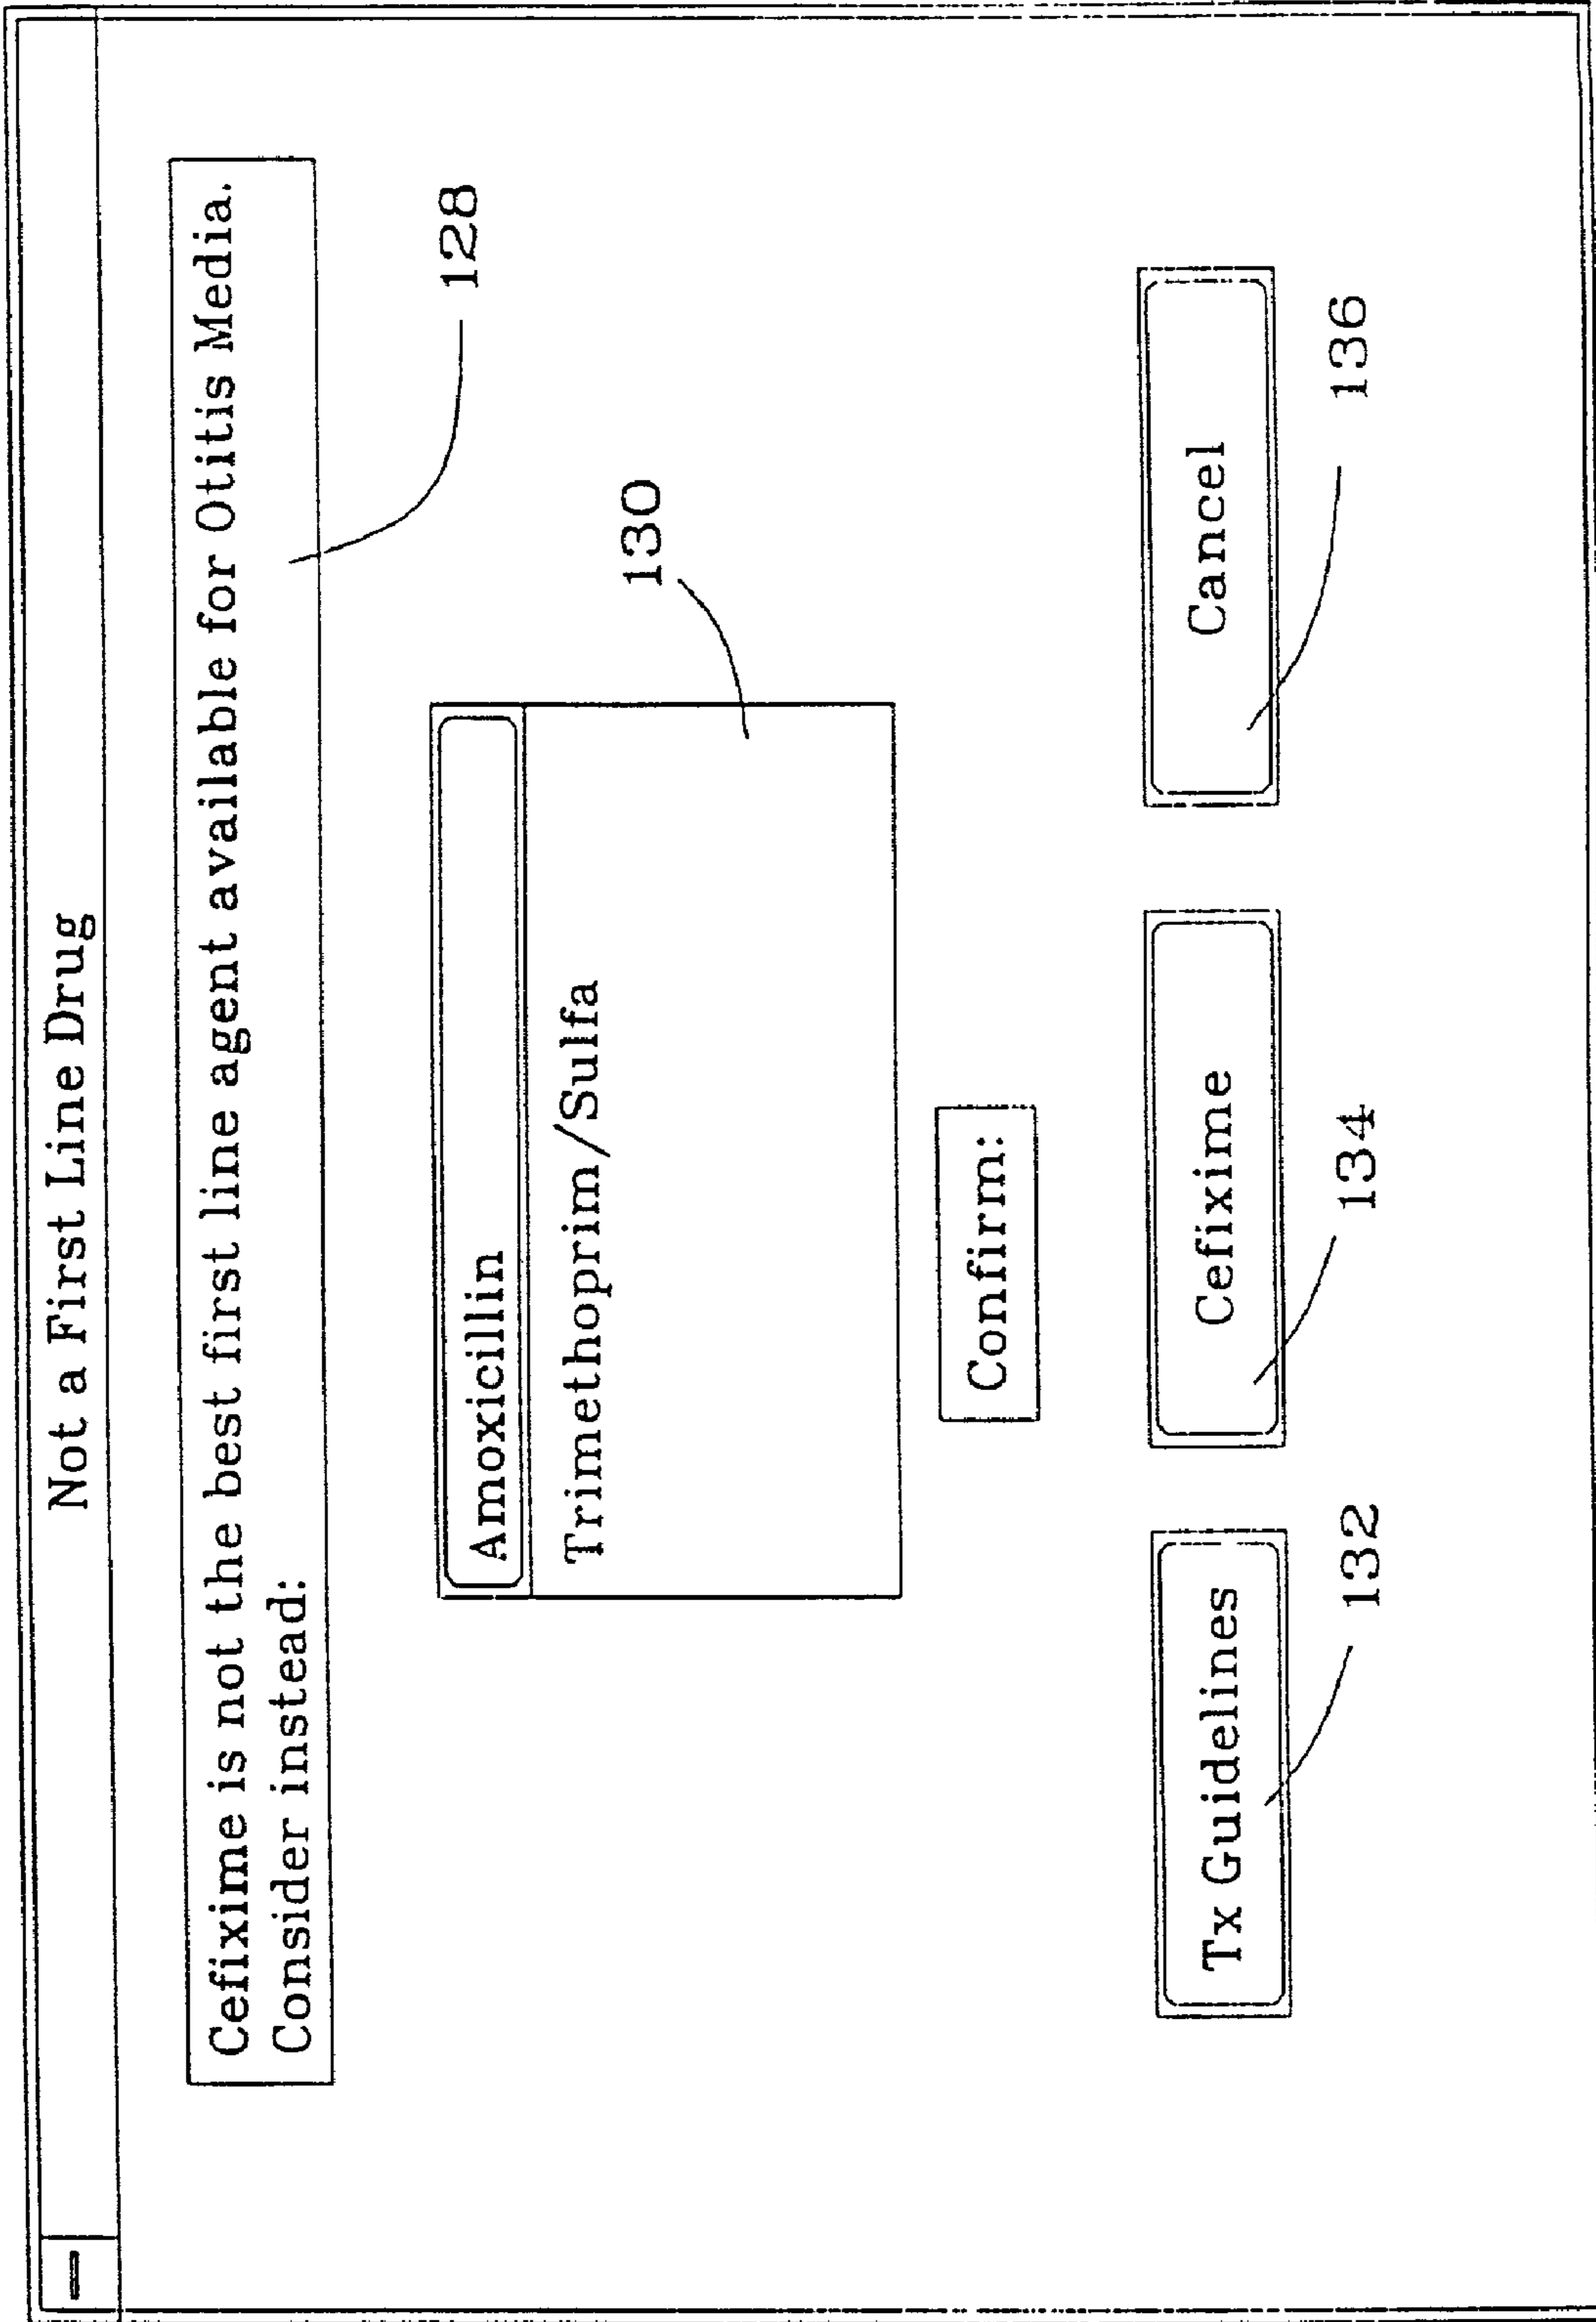 Not a First Line Drug
Cefixime is not the best first line agent available for Otitis Media.
Consider instead:
128
Amoxicillin
Trimethoprim/Sulfa
130
Confirm:
Tx Guidelines
Cefixime
Cancel
132
134
136